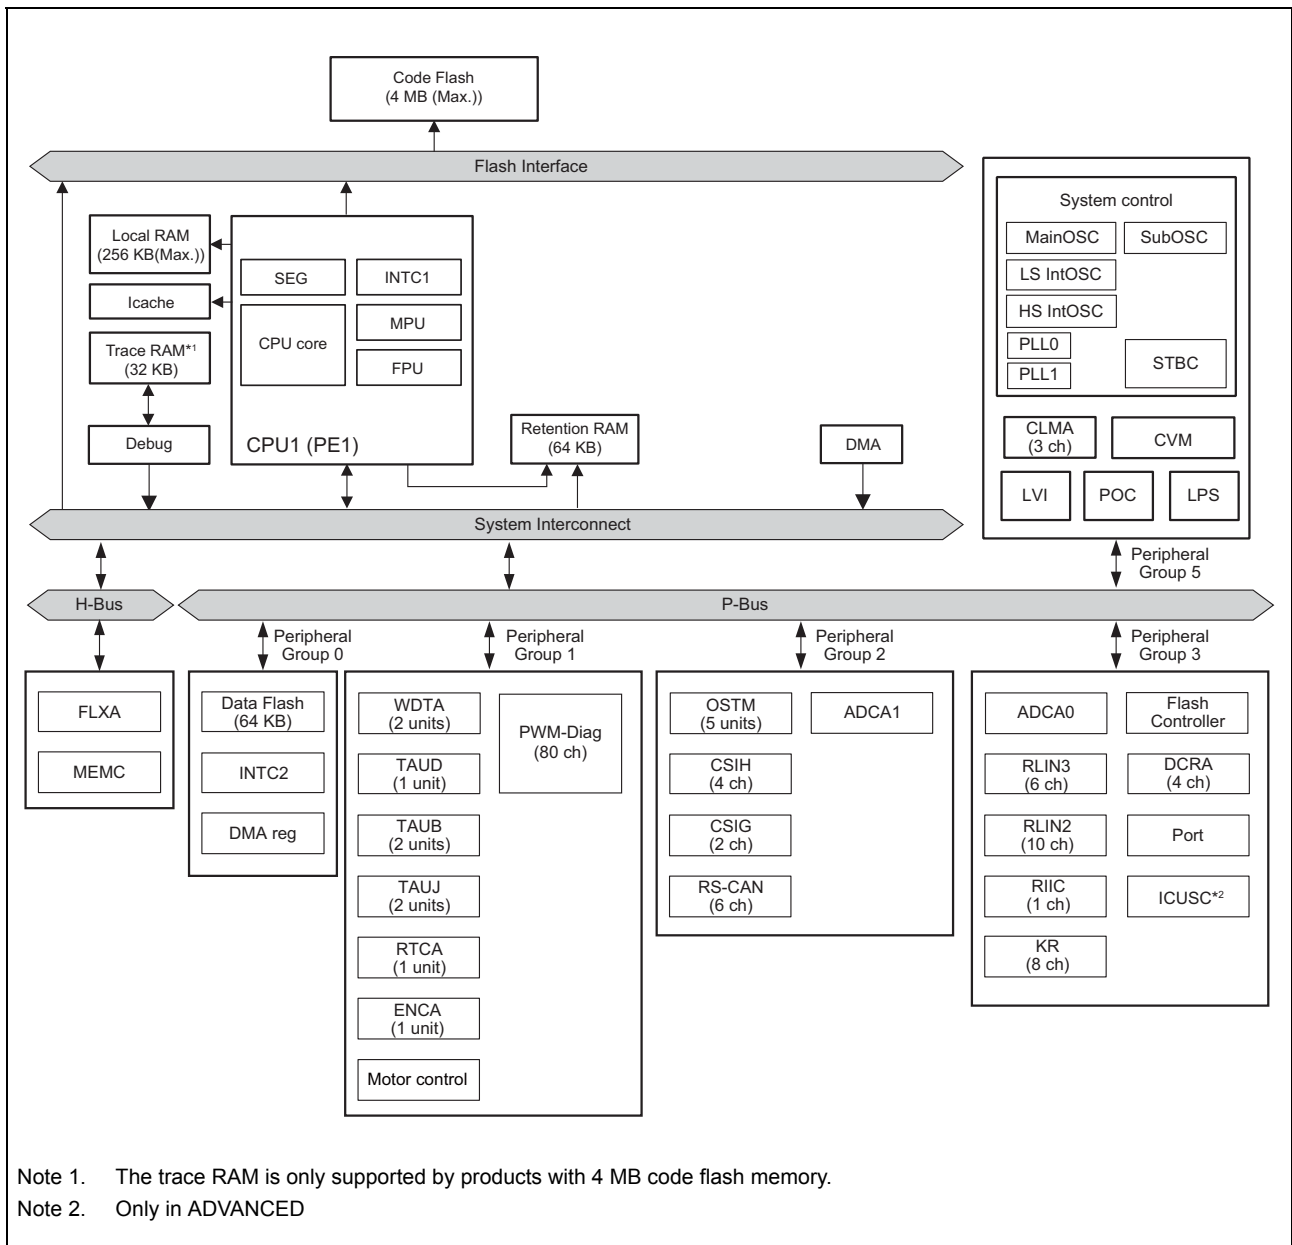 Code Flash
(4 MB (Max.))
Flash Interface
Local RAM
(256 KB(Max.))
Icache
Trace RAM*1
(32 KB)
Debug
SEG
INTC1
CPU core
MPU
FPU
CPU1 (PE1)
Retention RAM
(64 KB)
DMA
System control
MainOSC
SubOSC
LS IntOSC
HS IntOSC
PLL0
PLL1
STBC
CLMA
(3 ch)
CVM
LVI
POC
LPS
System Interconnect
Peripheral
Group 5
H-Bus
P-Bus
Peripheral
Group 0
Peripheral
Group 1
Peripheral
Group 2
Peripheral
Group 3
FLXA
MEMC
Data Flash
(64 KB)
INTC2
DMA reg
WDTA
(2 units)
PWM-Diag
(80 ch)
TAUD
(1 unit)
TAUB
(2 units)
TAUJ
(2 units)
RTCA
(1 unit)
ENCA
(1 unit)
Motor control
OSTM
(5 units)
ADCA1
CSIH
(4 ch)
CSIG
(2 ch)
RS-CAN
(6 ch)
ADCA0
Flash
Controller
RLIN3
(6 ch)
DCRA
(4 ch)
RLIN2
(10 ch)
Port
RIIC
(1 ch)
ICUSC*2
KR
(8 ch)
Note 1. The trace RAM is only supported by products with 4 MB code flash memory.
Note 2. Only in ADVANCED